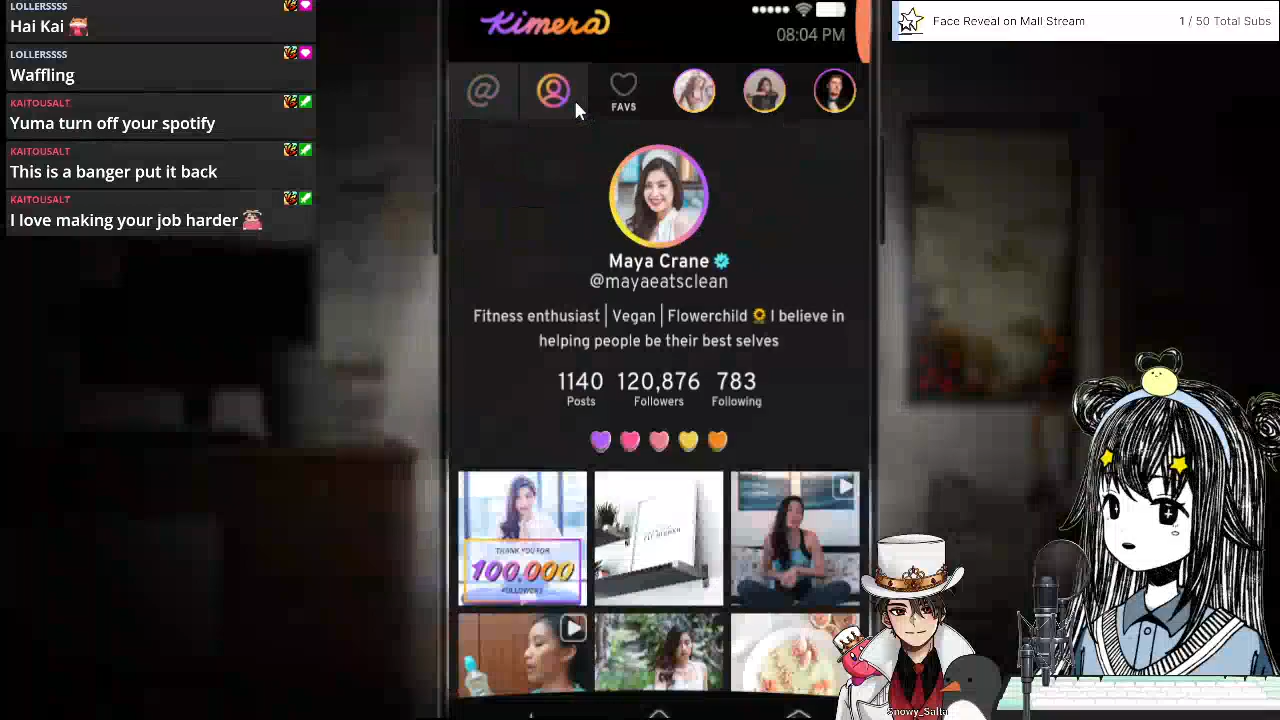 LOLLERSSSS
Hai Kai
LOLLERSSSS
Waffling
KAITOUSALT
Yuma turn off your spotify
KAITOUSALT
This is a banger put it back
KAITOUSALT
I love making your job harder
Kimera
08:04 PM
@
FAVS
Maya Crane
@mayaeatsclean
Fitness enthusiast | Vegan | Flowerchild 🌻 I believe in
helping people be their best selves
1140 120,876 783
Posts Followers Following
THANK YOU FOR
100,000
FOLLOWERS
Face Reveal on Mall Stream
1 / 50 Total Subs